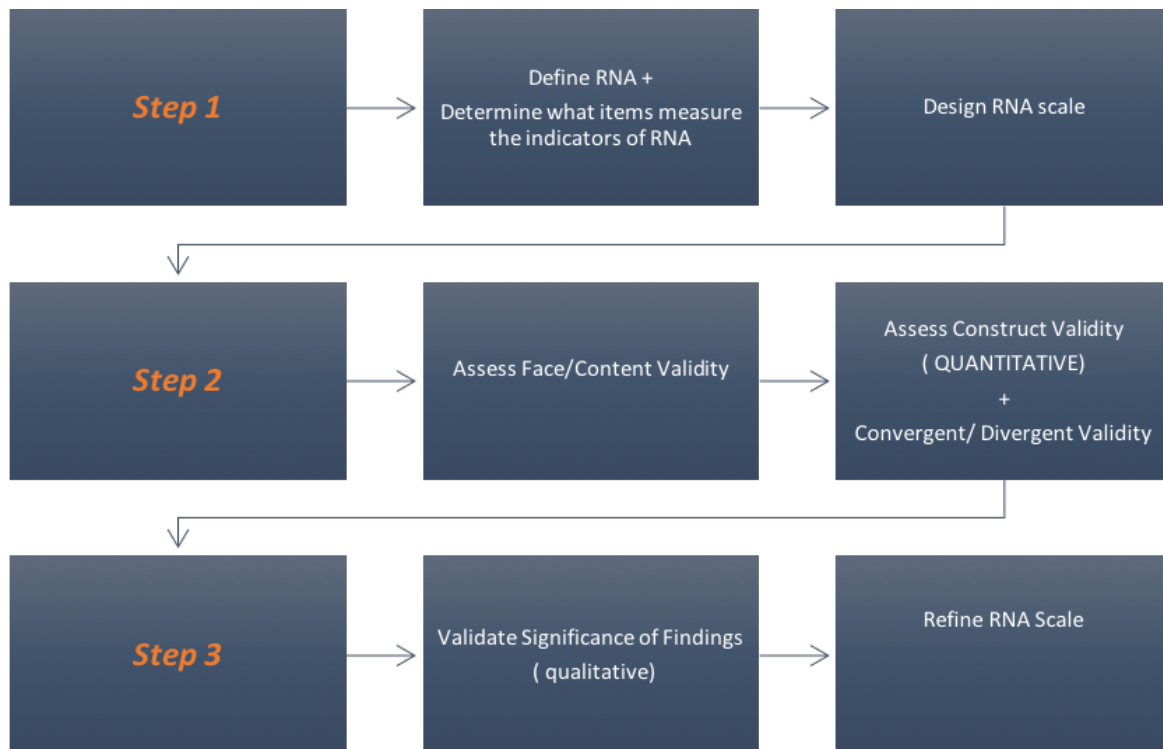 Step 1
Define RNA +
Determine what items measure
the indicators of RNA
Design RNA scale
Step 2
Assess Face/Content Validity
Assess Construct Validity
( QUANTITATIVE)
+
Convergent/ Divergent Validity
Step 3
Validate Significance of Findings
( qualitative)
Refine RNA Scale